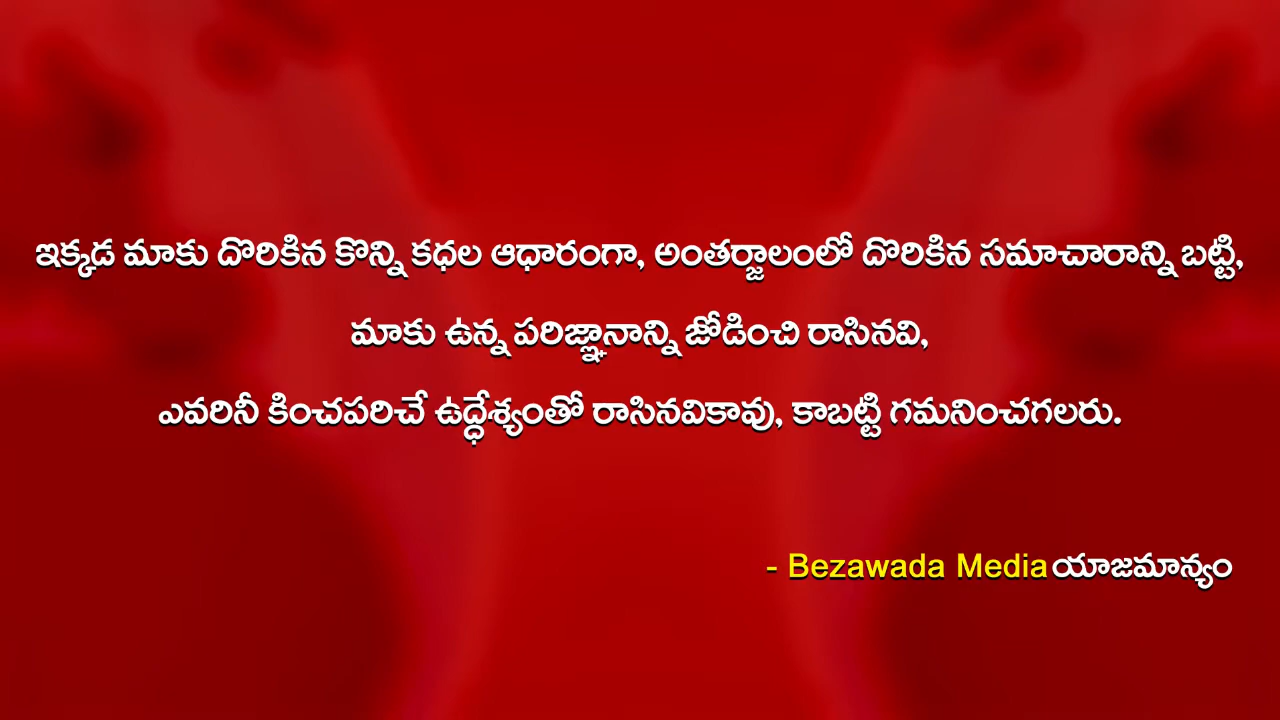 ఇక్కడ మాకు దొరికిన కొన్ని కధల ఆధారంగా, అంతర్జాలంలో దొరికిన సమాచారాన్ని బట్టి,
మాకు ఉన్న పరిజ్ఞానాన్ని జోడించి రాసినవి,
ఎవరినీ కించపరిచే ఉద్ధేశ్యంతో రాసినవికావు, కాబట్టి గమనించగలరు.
- Bezawada Media యాజమాన్యం